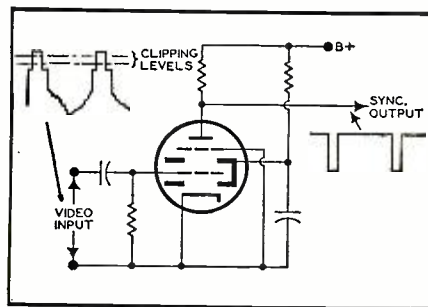 CLIPPING
LEVELS
B+
SYNC.
OUTPUT
VIDEO
INPUT